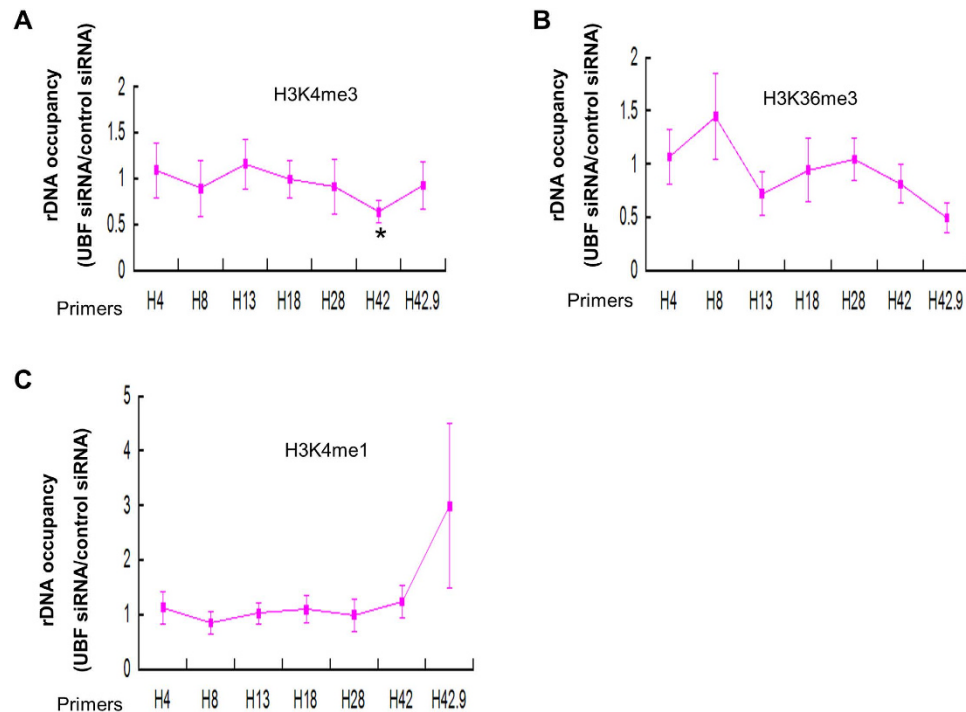 A
rDNA occupancy
(UBF siRNA/control siRNA)
H3K4me3
2
1.5
1
0.5
0
*
Primers H4 H8 H13 H18 H28 H42 H42.9
B
rDNA occupancy
(UBF siRNA/control siRNA)
H3K36me3
2
1.5
1
0.5
0
Primers H4 H8 H13 H18 H28 H42 H42.9
C
rDNA occupancy
(UBF siRNA/control siRNA)
H3K4me1
5
4
3
2
1
0
Primers H4 H8 H13 H18 H28 H42 H42.9